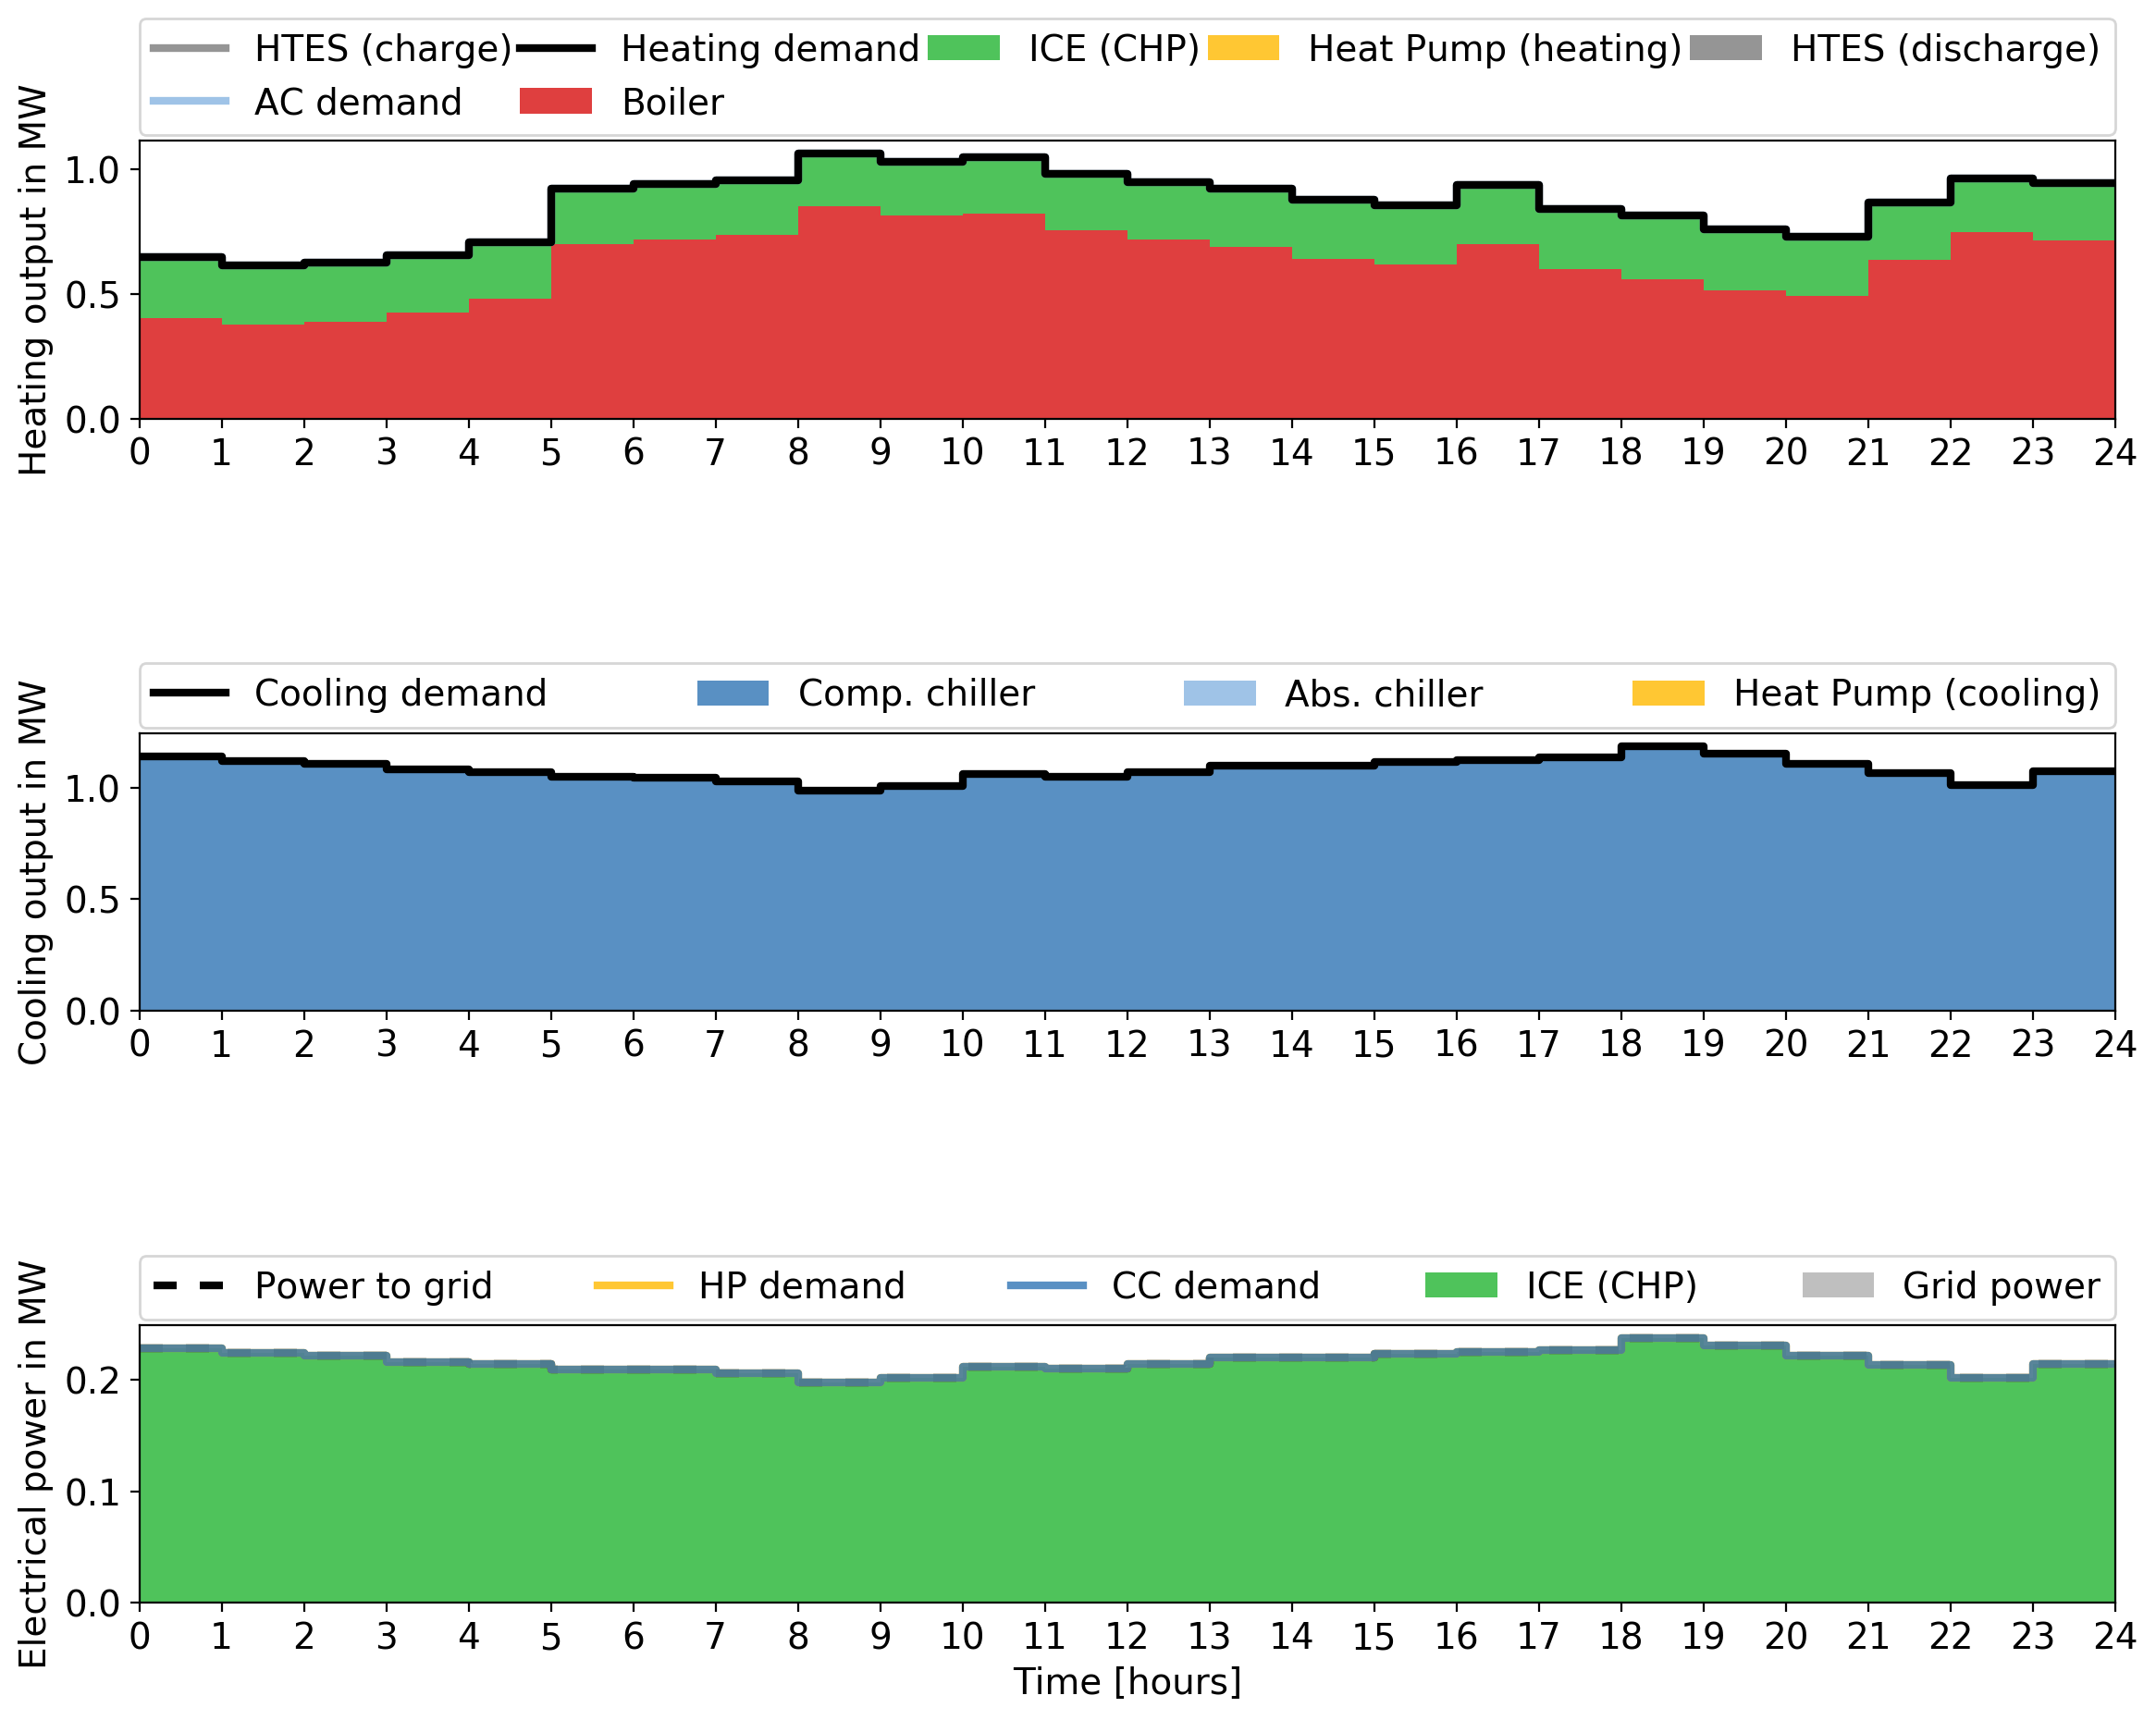 HTES (charge) Heating demand ICE (CHP) Heat Pump (heating) HTES (discharge)
AC demand Boiler
Heating output in MW
1.0
0.5
0.0
0 1 2 3 4 5 6 7 8 9 10 11 12 13 14 15 16 17 18 19 20 21 22 23 24
Cooling demand Comp. chiller Abs. chiller Heat Pump (cooling)
Cooling output in MW
1.0
0.5
0.0
0 1 2 3 4 5 6 7 8 9 10 11 12 13 14 15 16 17 18 19 20 21 22 23 24
Power to grid HP demand CC demand ICE (CHP) Grid power
Electrical power in MW
0.2
0.1
0.0
0 1 2 3 4 5 6 7 8 9 10 11 12 13 14 15 16 17 18 19 20 21 22 23 24
Time [hours]